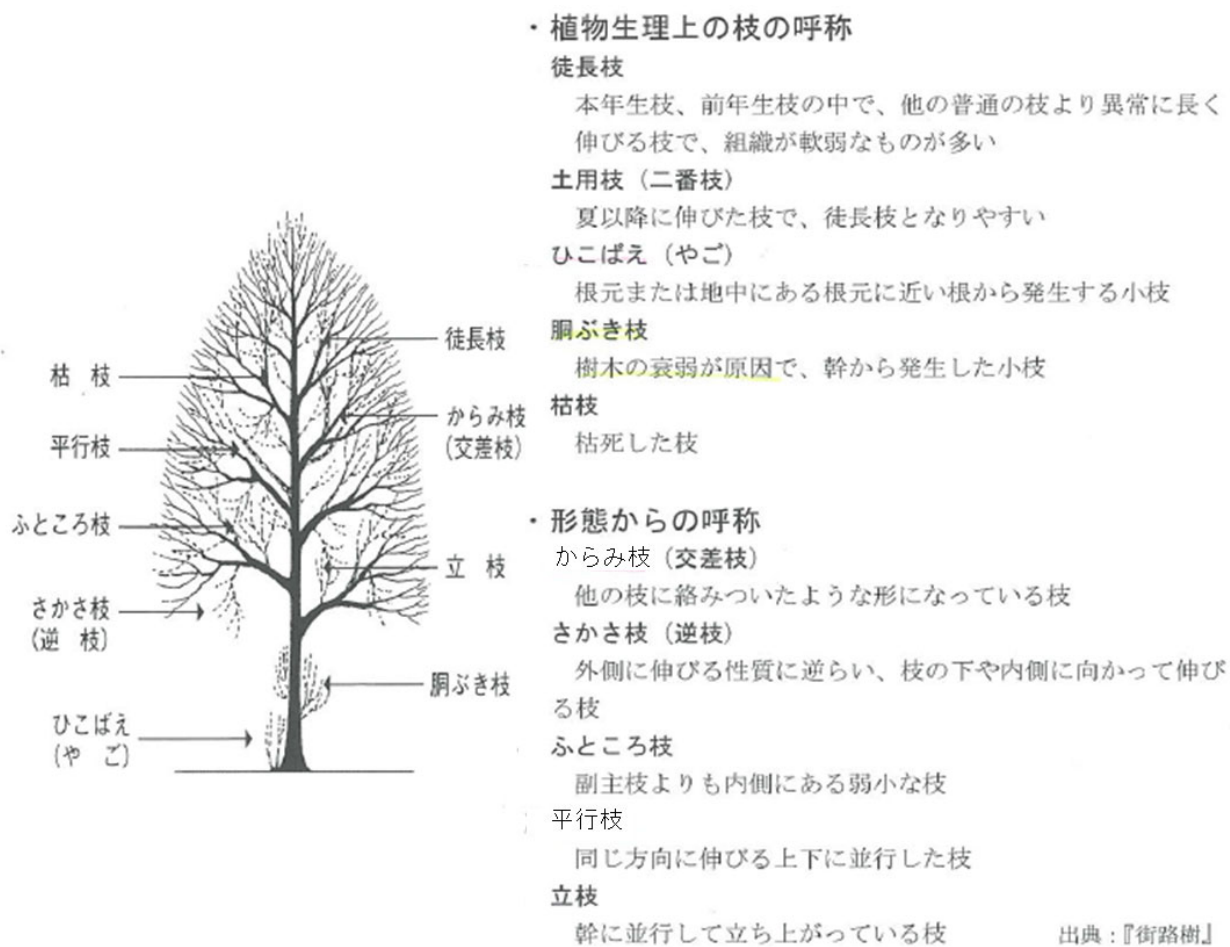 枯 枝
平行枝
ふところ枝
さかさ枝
(逆 枝)
ひこばえ
(や ご)
徒長枝
からみ枝
(交差枝)
立 枝
胴ぶき枝
・植物生理上の枝の呼称
徒長枝
本年生枝、前年生枝の中で、他の普通の枝より異常に長く
伸びる枝で、組織が軟弱なものが多い
土用枝（二番枝）
夏以降に伸びた枝で、徒長枝となりやすい
ひこばえ（やご）
根元または地中にある根元に近い根から発生する小枝
胴ぶき枝
樹木の衰弱が原因で、幹から発生した小枝
枯枝
枯死した枝
・形態からの呼称
からみ枝（交差枝）
他の枝に絡みついたような形になっている枝
さかさ枝（逆枝）
外側に伸びる性質に逆らい、枝の下や内側に向かって伸び
る枝
ふところ枝
副主枝よりも内側にある弱小な枝
平行枝
同じ方向に伸びる上下に並行した枝
立枝
幹に並行して立ち上がっている枝
出典：『街路樹』